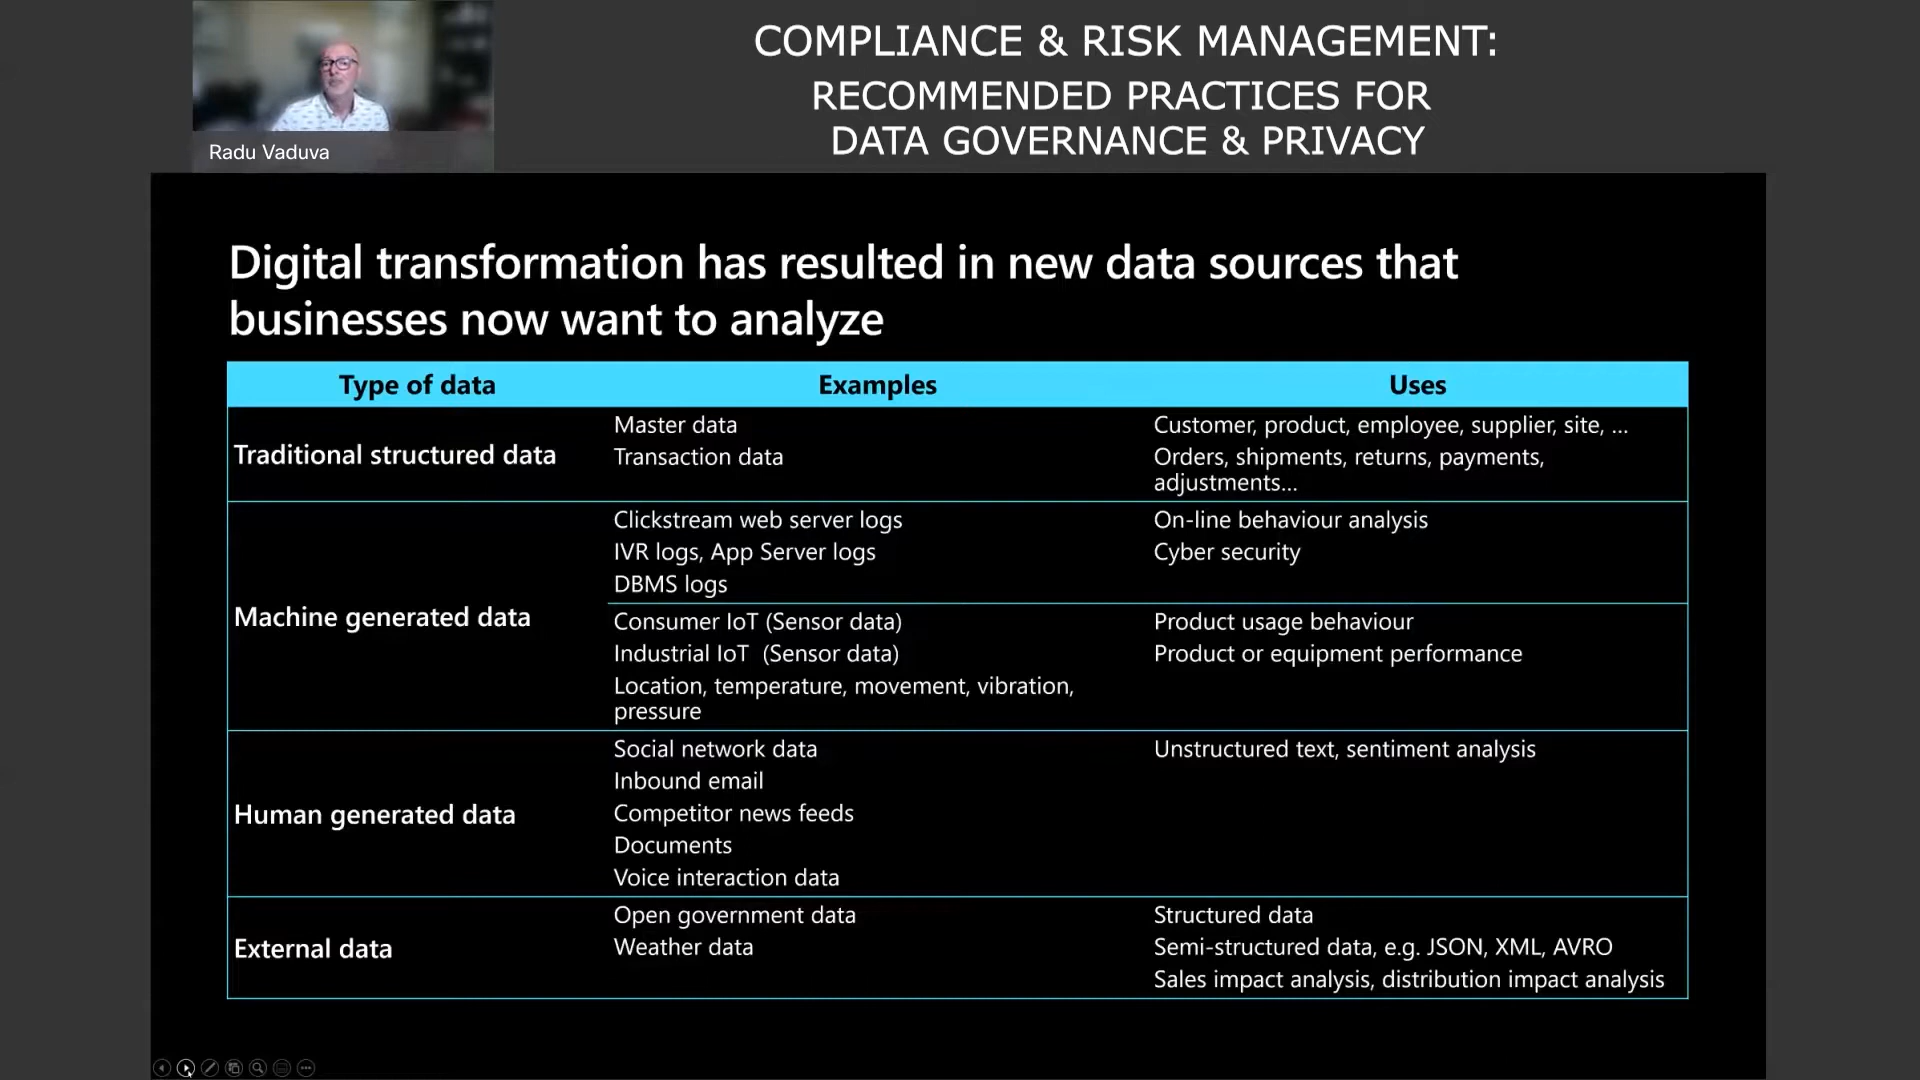 COMPLIANCE & RISK MANAGEMENT:
RECOMMENDED PRACTICES FOR
DATA GOVERNANCE & PRIVACY
Radu Vaduva
Digital transformation has resulted in new data sources that
businesses now want to analyze
Type of data
Examples
Uses
Traditional structured data
Master data
Transaction data
Customer, product, employee, supplier, site, ...
Orders, shipments, returns, payments,
adjustments...
Machine generated data
Clickstream web server logs
IVR logs, App Server logs
DBMS logs
On-line behaviour analysis
Cyber security
Consumer IoT (Sensor data)
Industrial IoT  (Sensor data)
Location, temperature, movement, vibration,
pressure
Product usage behaviour
Product or equipment performance
Human generated data
Social network data
Inbound email
Competitor news feeds
Documents
Voice interaction data
Unstructured text, sentiment analysis
External data
Open government data
Weather data
Structured data
Semi-structured data, e.g. JSON, XML, AVRO
Sales impact analysis, distribution impact analysis